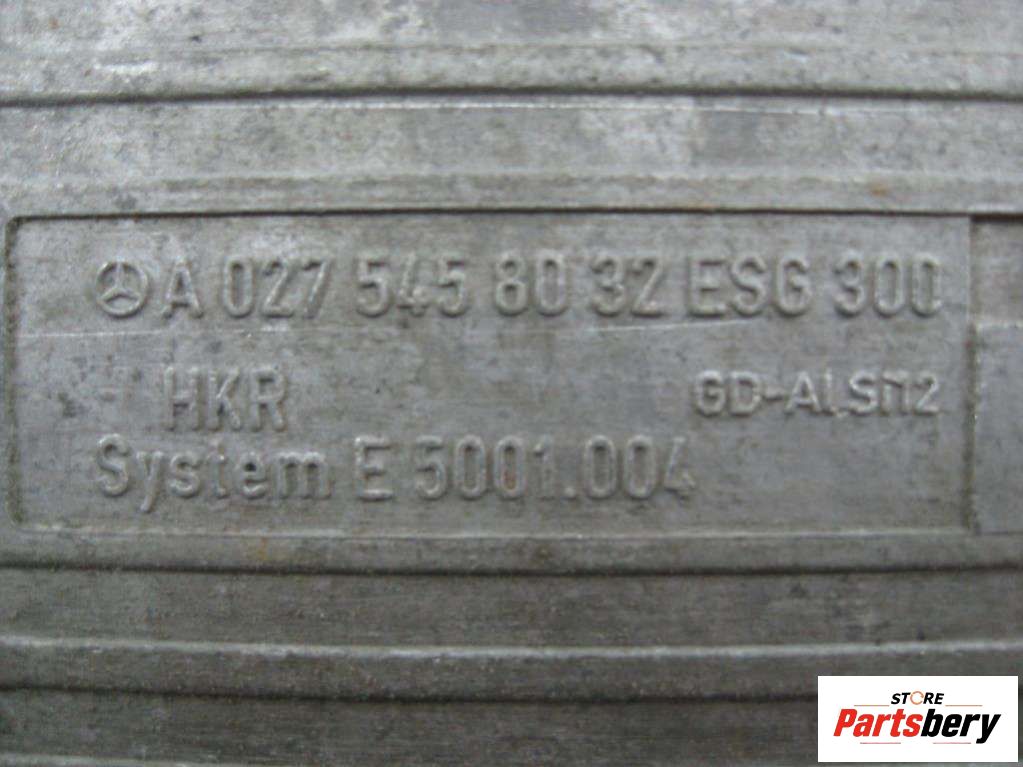 A 027 545 80 32 ESG 300
HKR
GD-ALSi12
System E 5001.004
STORE
Partsbery